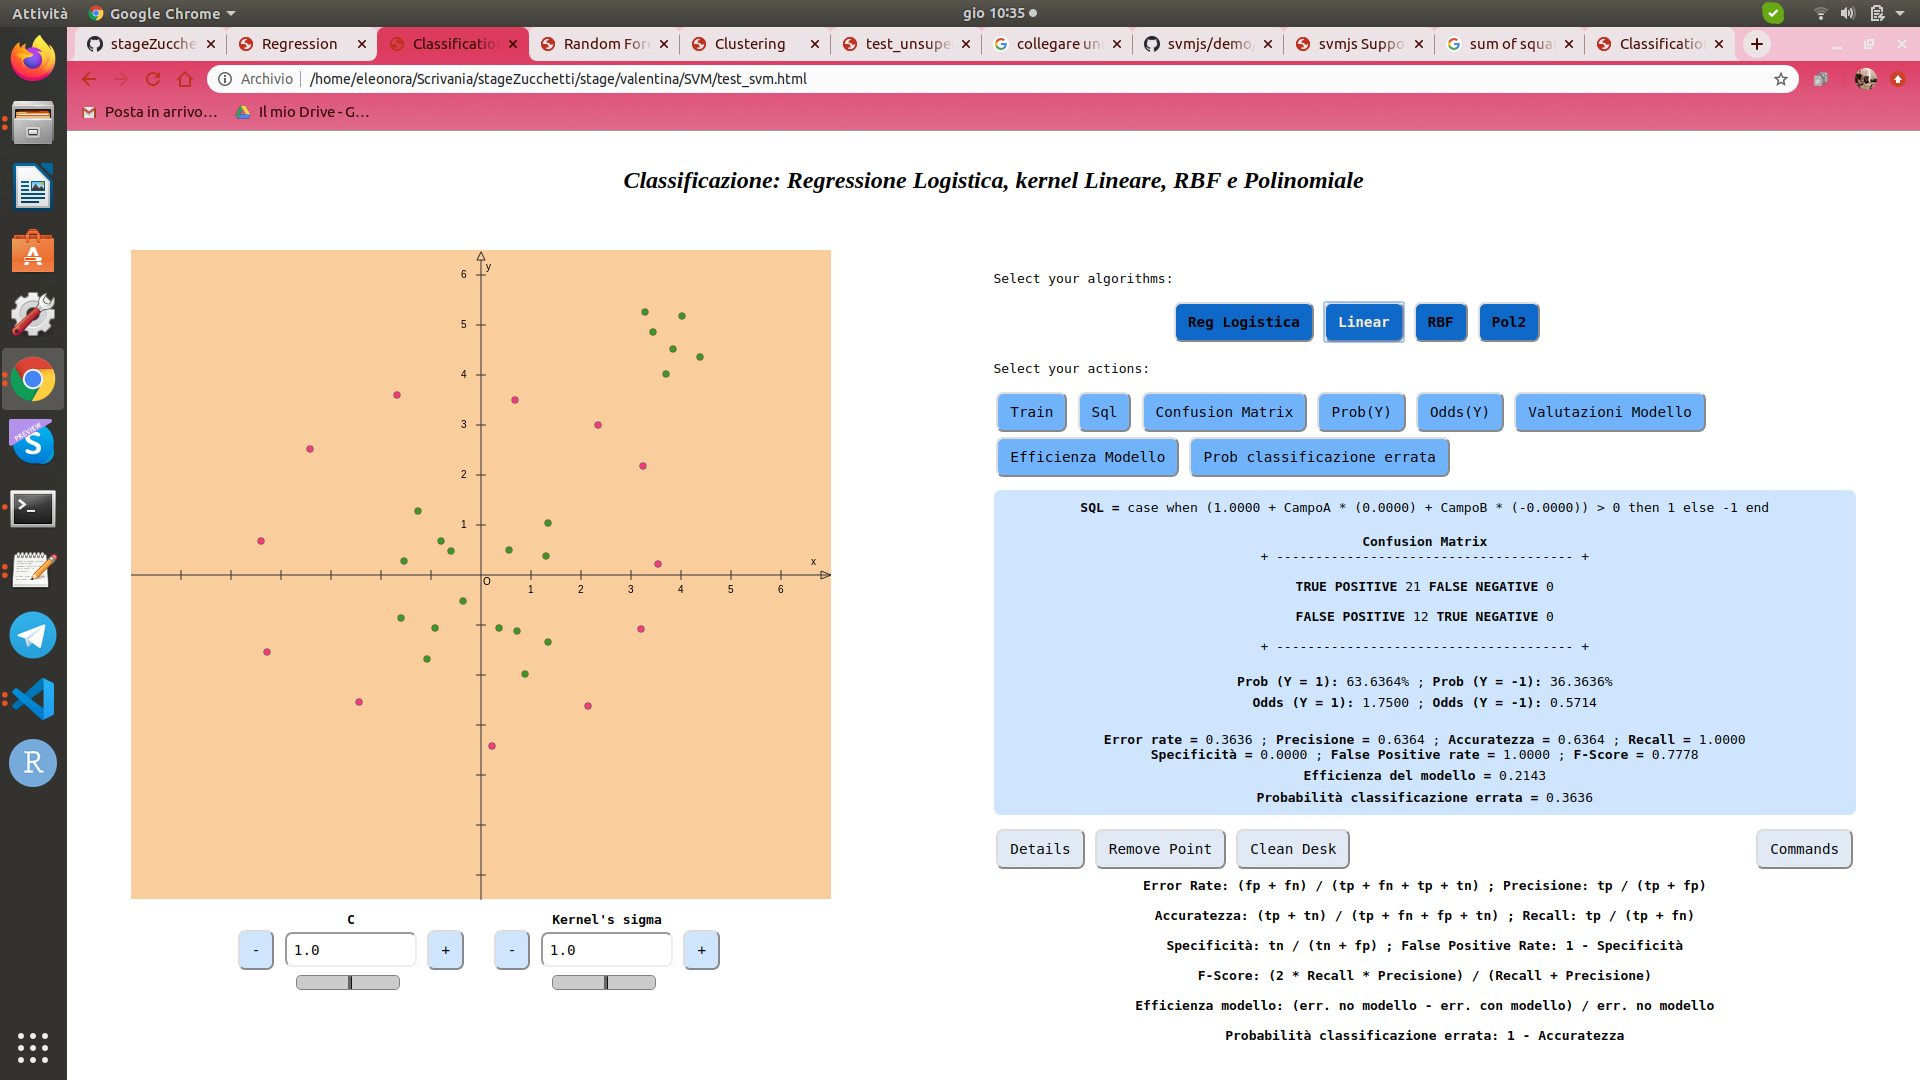 Attività
Google Chrome
gio 10:35
stageZucche
Regression
Classificatio
Random For
Clustering
test_unsupe
collegare un
svmjs/demo
svmjs Suppo
sum of squa
Classificatio
Archivio
/home/eleonora/Scrivania/stageZucchetti/stage/valentina/SVM/test_svm.html
Posta in arrivo…
Il mio Drive - G…
Classificazione: Regressione Logistica, kernel Lineare, RBF e Polinomiale
y
6
5
4
3
2
1
x
O
1 2 3 4 5 6
C
Kernel's sigma
- 1.0 +
- 1.0 +
Select your algorithms:
Reg Logistica
Linear
RBF
Pol2
Select your actions:
Train
Sql
Confusion Matrix
Prob(Y)
Odds(Y)
Valutazioni Modello
Efficienza Modello
Prob classificazione errata
SQL = case when (1.0000 + CampoA * (0.0000) + CampoB * (-0.0000)) > 0 then 1 else -1 end
Confusion Matrix
+ -------------------------------------- +
TRUE POSITIVE 21 FALSE NEGATIVE 0
FALSE POSITIVE 12 TRUE NEGATIVE 0
+ -------------------------------------- +
Prob (Y = 1): 63.6364% ; Prob (Y = -1): 36.3636%
Odds (Y = 1): 1.7500 ; Odds (Y = -1): 0.5714
Error rate = 0.3636 ; Precisione = 0.6364 ; Accuratezza = 0.6364 ; Recall = 1.0000
Specificità = 0.0000 ; False Positive rate = 1.0000 ; F-Score = 0.7778
Efficienza del modello = 0.2143
Probabilità classificazione errata = 0.3636
Details
Remove Point
Clean Desk
Commands
Error Rate: (fp + fn) / (tp + fn + tp + tn) ; Precisione: tp / (tp + fp)
Accuratezza: (tp + tn) / (tp + fn + fp + tn) ; Recall: tp / (tp + fn)
Specificità: tn / (tn + fp) ; False Positive Rate: 1 - Specificità
F-Score: (2 * Recall * Precisione) / (Recall + Precisione)
Efficienza modello: (err. no modello - err. con modello) / err. no modello
Probabilità classificazione errata: 1 - Accuratezza
PREVIEW